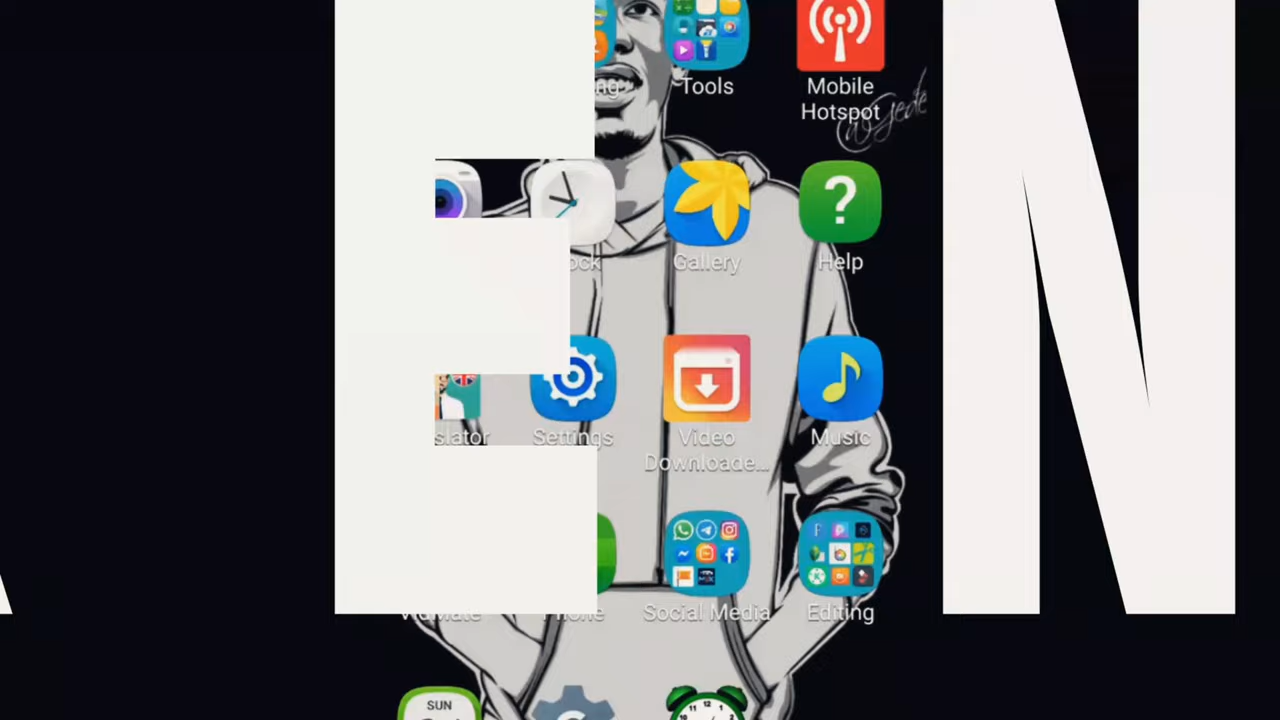 E N
Tools
Mobile
Hotspot
Gallery
Help
Settings
Video
Downloade...
Music
Social Media
Editing
SUN